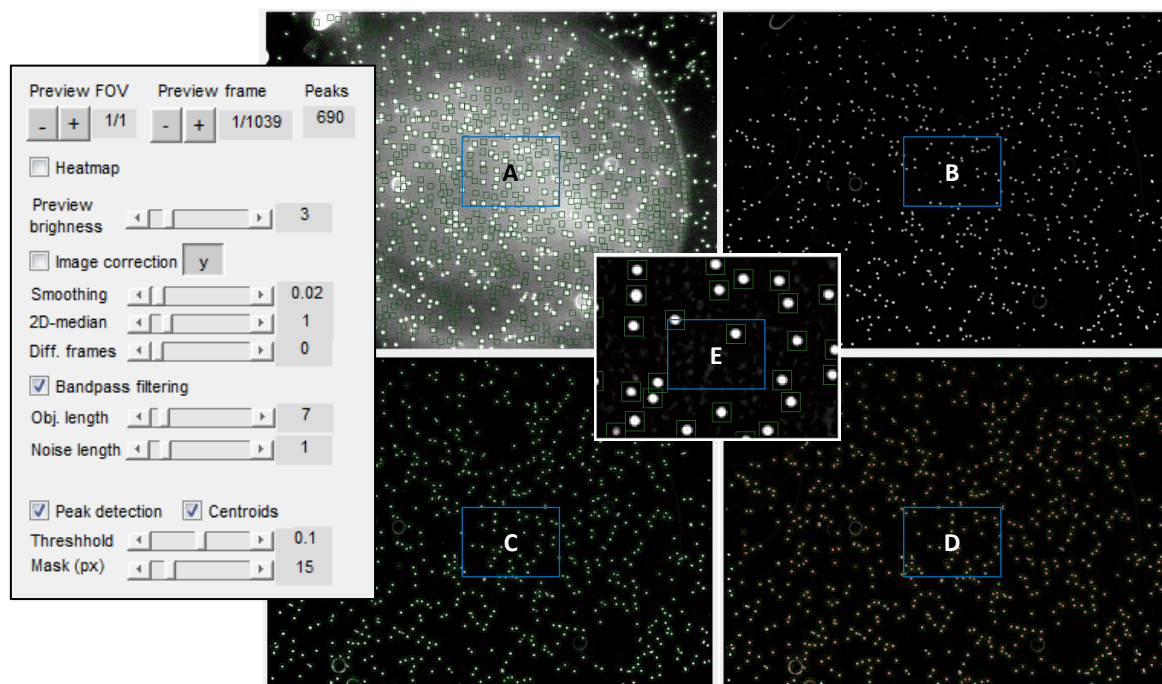 Preview FOV Preview frame Peaks
- + 1/1 - + 1/1039 690
Heatmap
Preview
brighness 3
Image correction y
Smoothing 0.02
2D-median 1
Diff. frames 0
Bandpass filtering
Obj. length 7
Noise length 1
Peak detection Centroids
Threshhold 0.1
Mask (px) 15
A
B
E
C
D